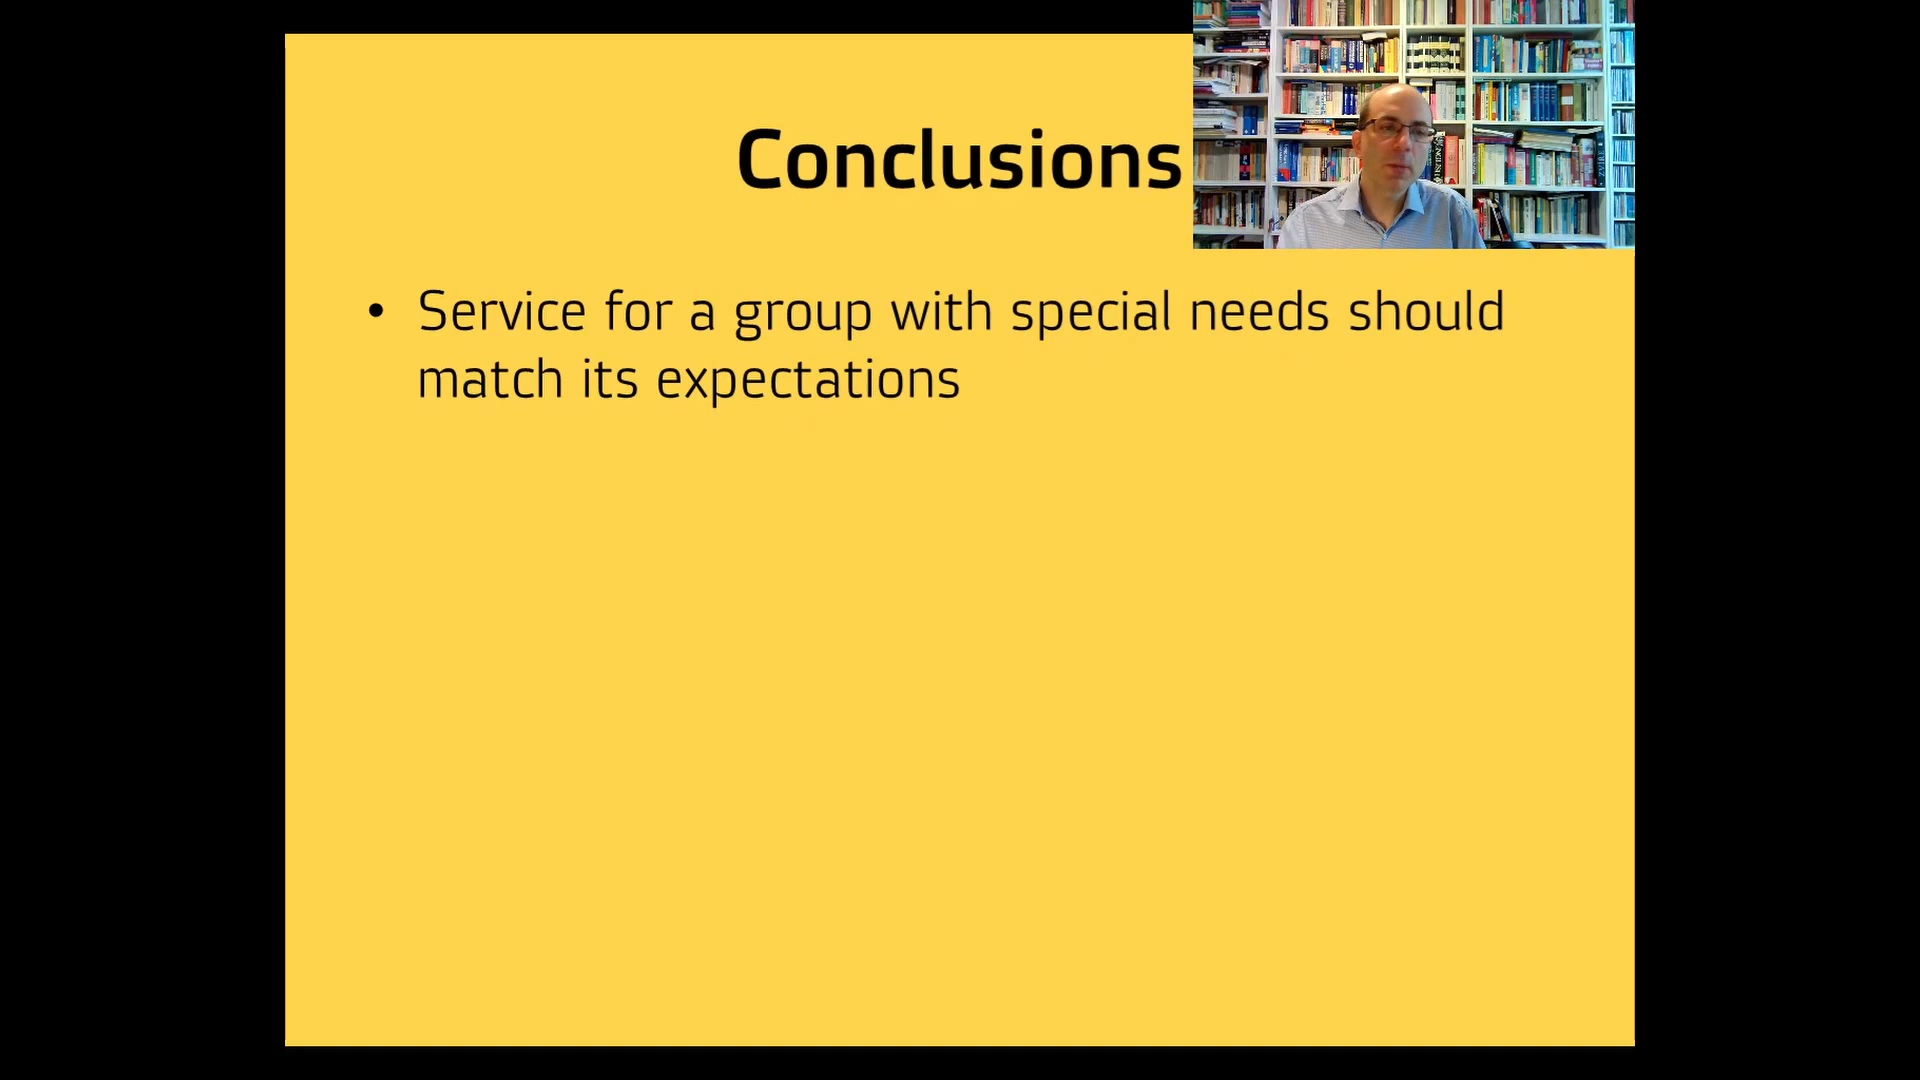 Conclusions
• Service for a group with special needs should
match its expectations